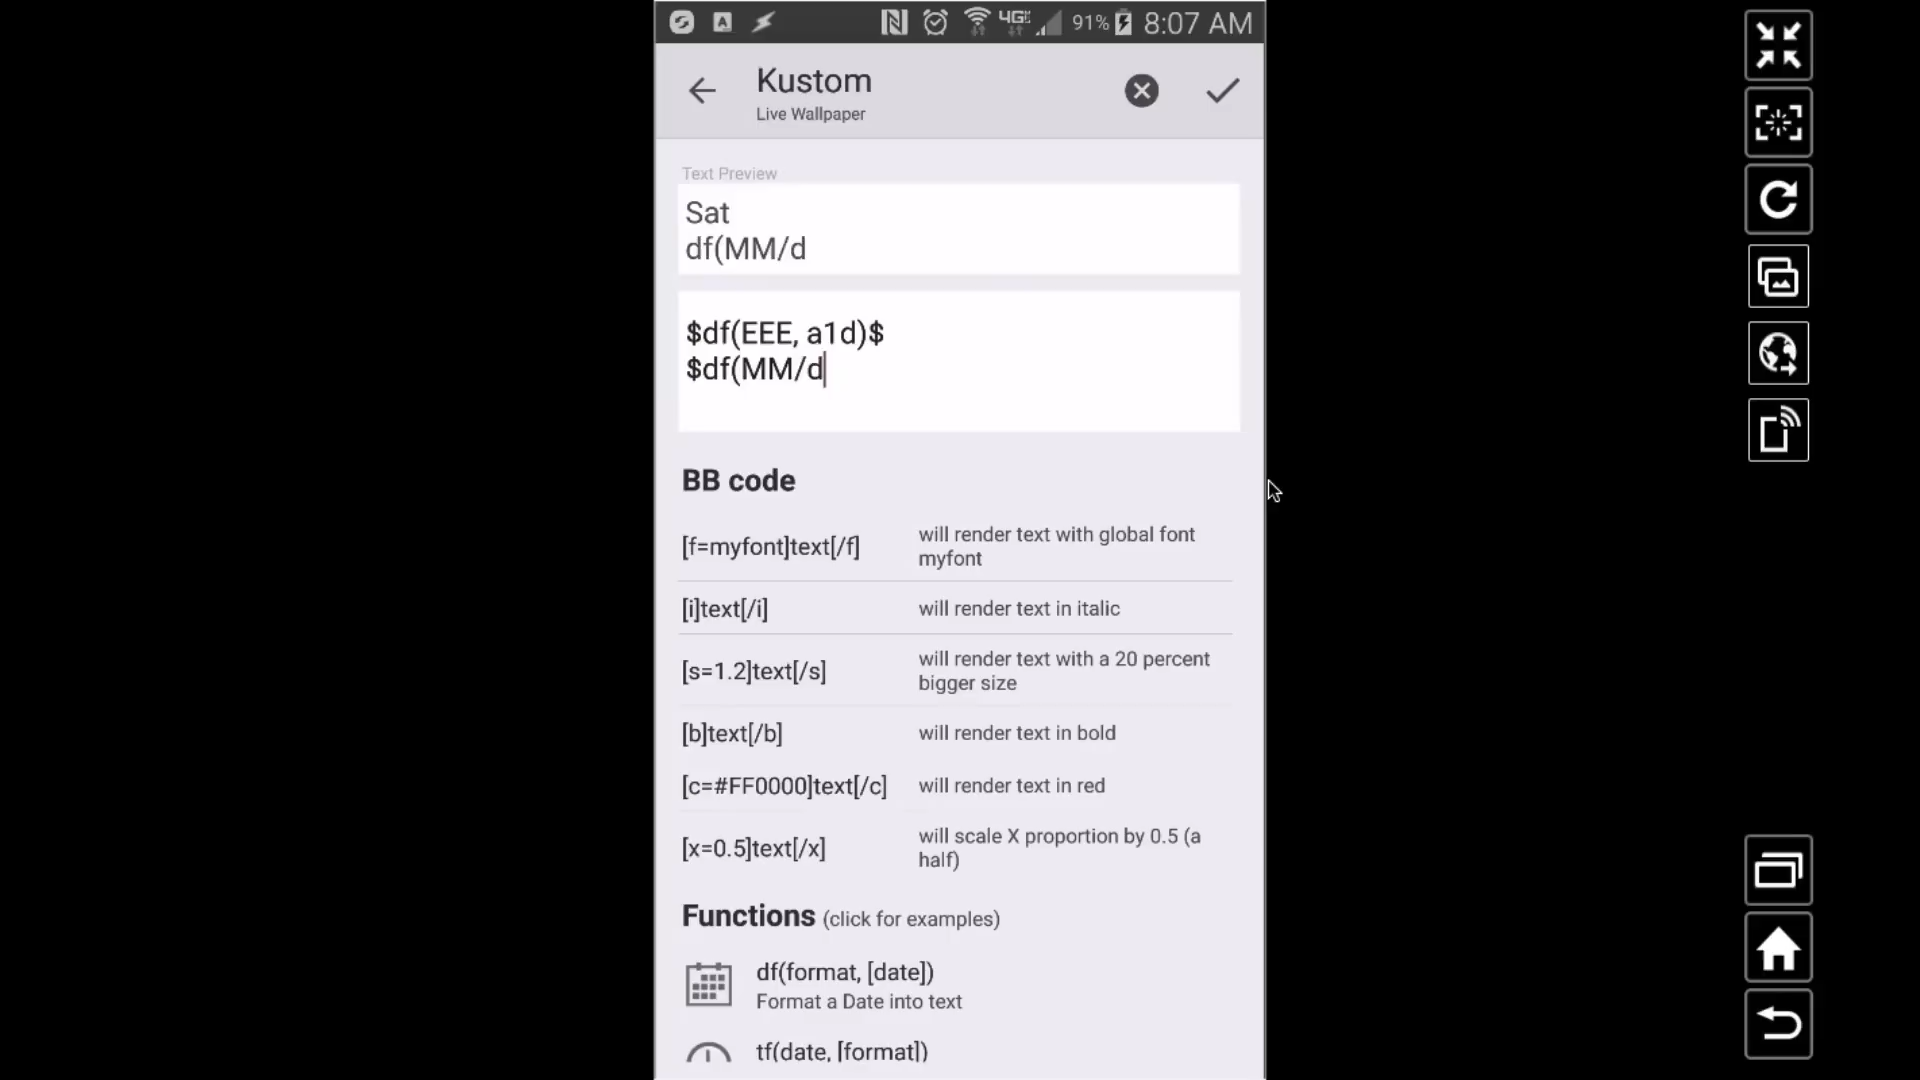 91% 8:07 AM
Kustom
Live Wallpaper
Text Preview
Sat
df(MM/d
$df(EEE, a1d)$
$df(MM/d
BB code
[f=myfont]text[/f]
will render text with global font
myfont
[i]text[/i]
will render text in italic
[s=1.2]text[/s]
will render text with a 20 percent
bigger size
[b]text[/b]
will render text in bold
[c=#FF0000]text[/c]
will render text in red
[x=0.5]text[/x]
will scale X proportion by 0.5 (a
half)
Functions (click for examples)
df(format, [date])
Format a Date into text
tf(date, [format])